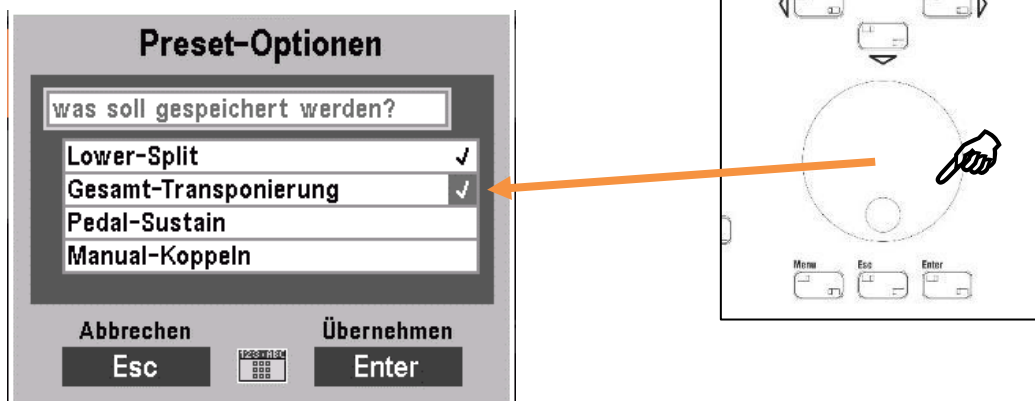 Preset-Optionen
was soll gespeichert werden?
Lower-Split
Gesamt-Transponierung
Pedal-Sustain
Manual-Koppeln
Abbrechen
Übernehmen
Esc
Enter
Menu
Esc
Enter